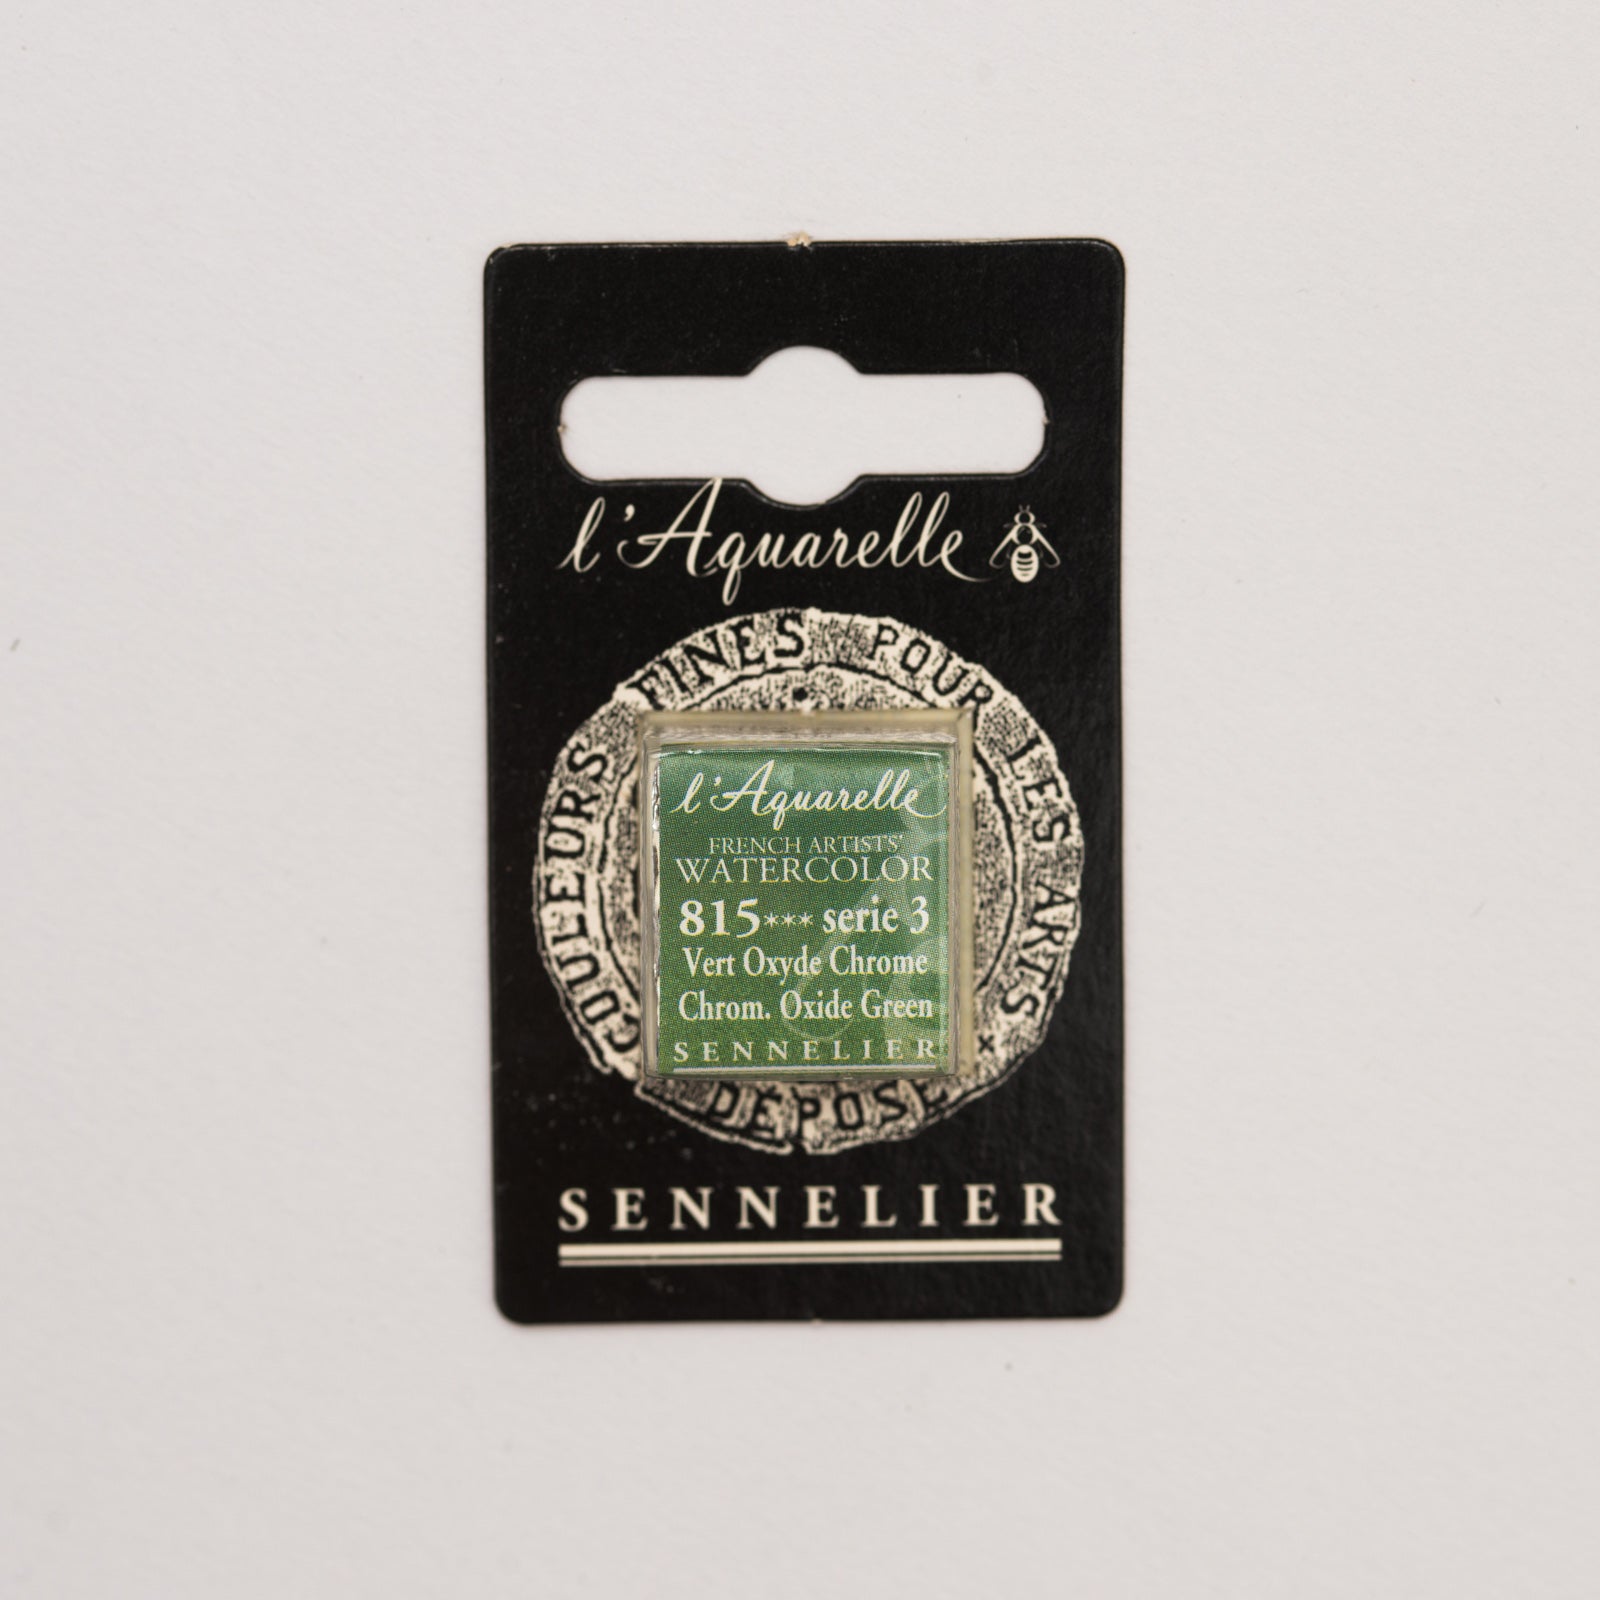 l'Aquarelle
COULEURS FINES POUR LES ARTS
l'Aquarelle
FRENCH ARTISTS'
WATERCOLOR
815*** serie 3
Vert Oxyde Chrome
Chrom. Oxide Green
SENNELIER
DÉPOSÉ
SENNELIER